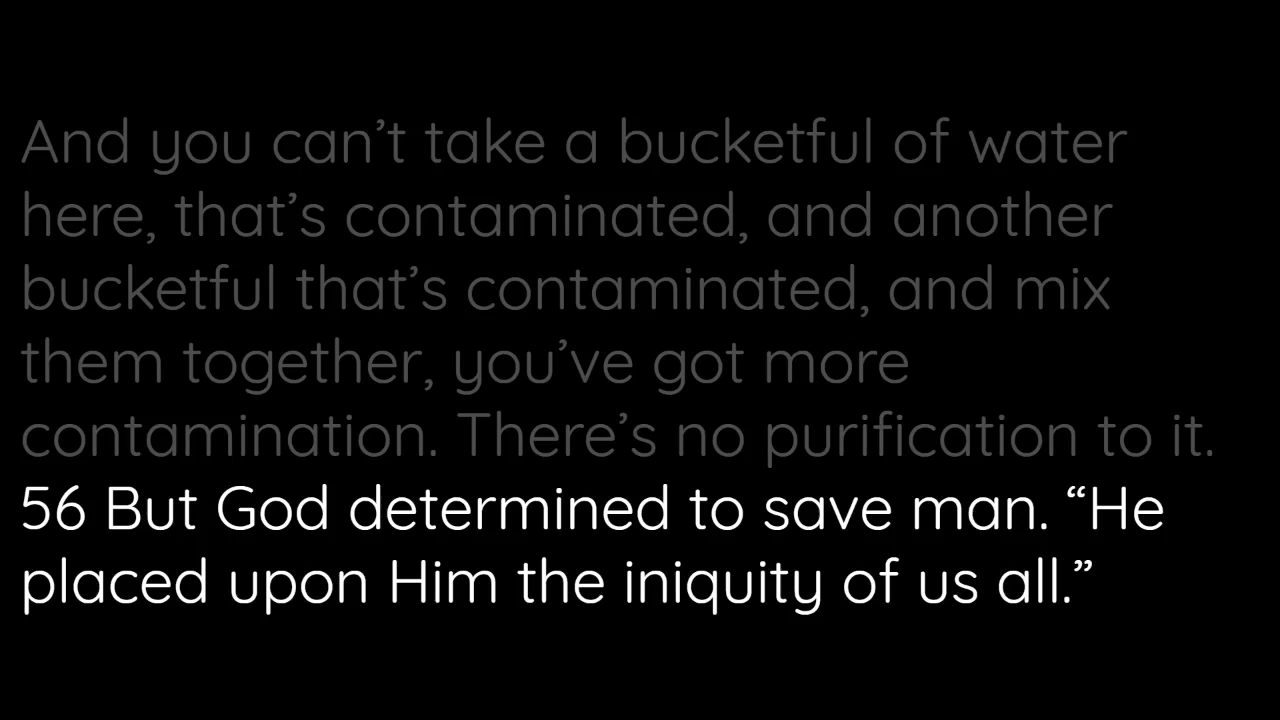 And you can’t take a bucketful of water
here, that’s contaminated, and another
bucketful that’s contaminated, and mix
them together, you’ve got more
contamination. There’s no purification to it.
56 But God determined to save man. “He
placed upon Him the iniquity of us all.”